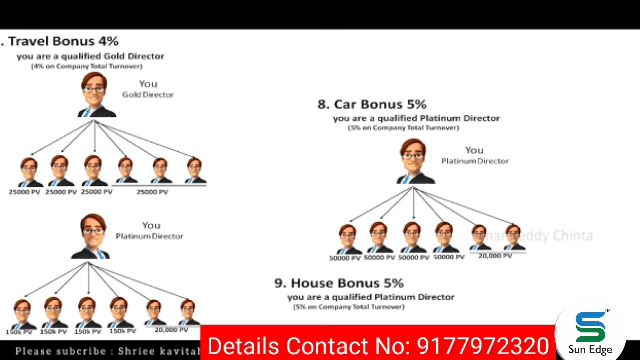 . Travel Bonus 4%
you are a qualified Gold Director
(4% on Company Total Turnover)
You
Gold Director
25000 PV 25000 PV 25000 PV 25000 PV
You
Platinum Director
150k PV 150k PV 150k PV 150k PV 20,000 PV
8. Car Bonus 5%
you are a qualified Platinum Director
(5% on Company Total Turnover)
You
Platinum Director
50000 PV 50000 PV 50000 PV 50000 PV 20,000 PV
Chinta
9. House Bonus 5%
you are a qualified Platinum Director
(5% on Company Total Turnover)
Please subcribe : Shriee kavitah
Details Contact No: 9177972320
Sun Edge